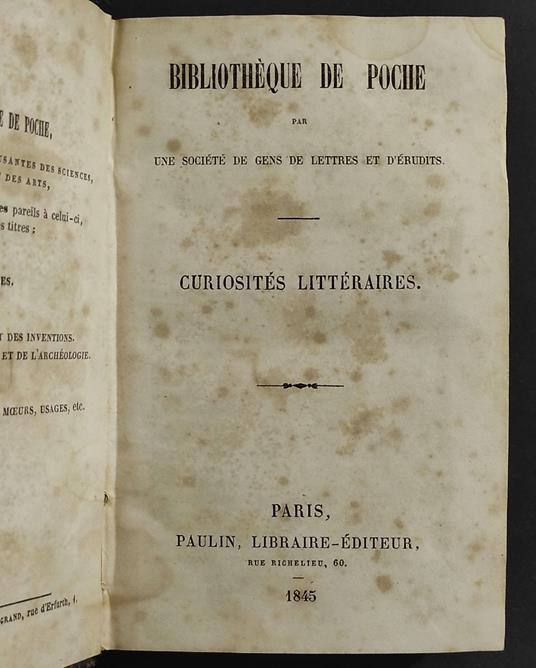 E DE POCHE,
USANTES DES SCIENCES,
DES ARTS,
es pareils à celui-ci,
s titres :
ES.
T DES INVENTIONS.
ET DE L'ARCHÉOLOGIE.
MŒURS, USAGES, etc.
GRAND, rue d'Erfurth, 1.
BIBLIOTHÈQUE DE POCHE
PAR
UNE SOCIÉTÉ DE GENS DE LETTRES ET D'ÉRUDITS.
CURIOSITÉS LITTÉRAIRES.
PARIS,
PAULIN, LIBRAIRE-ÉDITEUR,
RUE RICHELIEU, 60.
1845